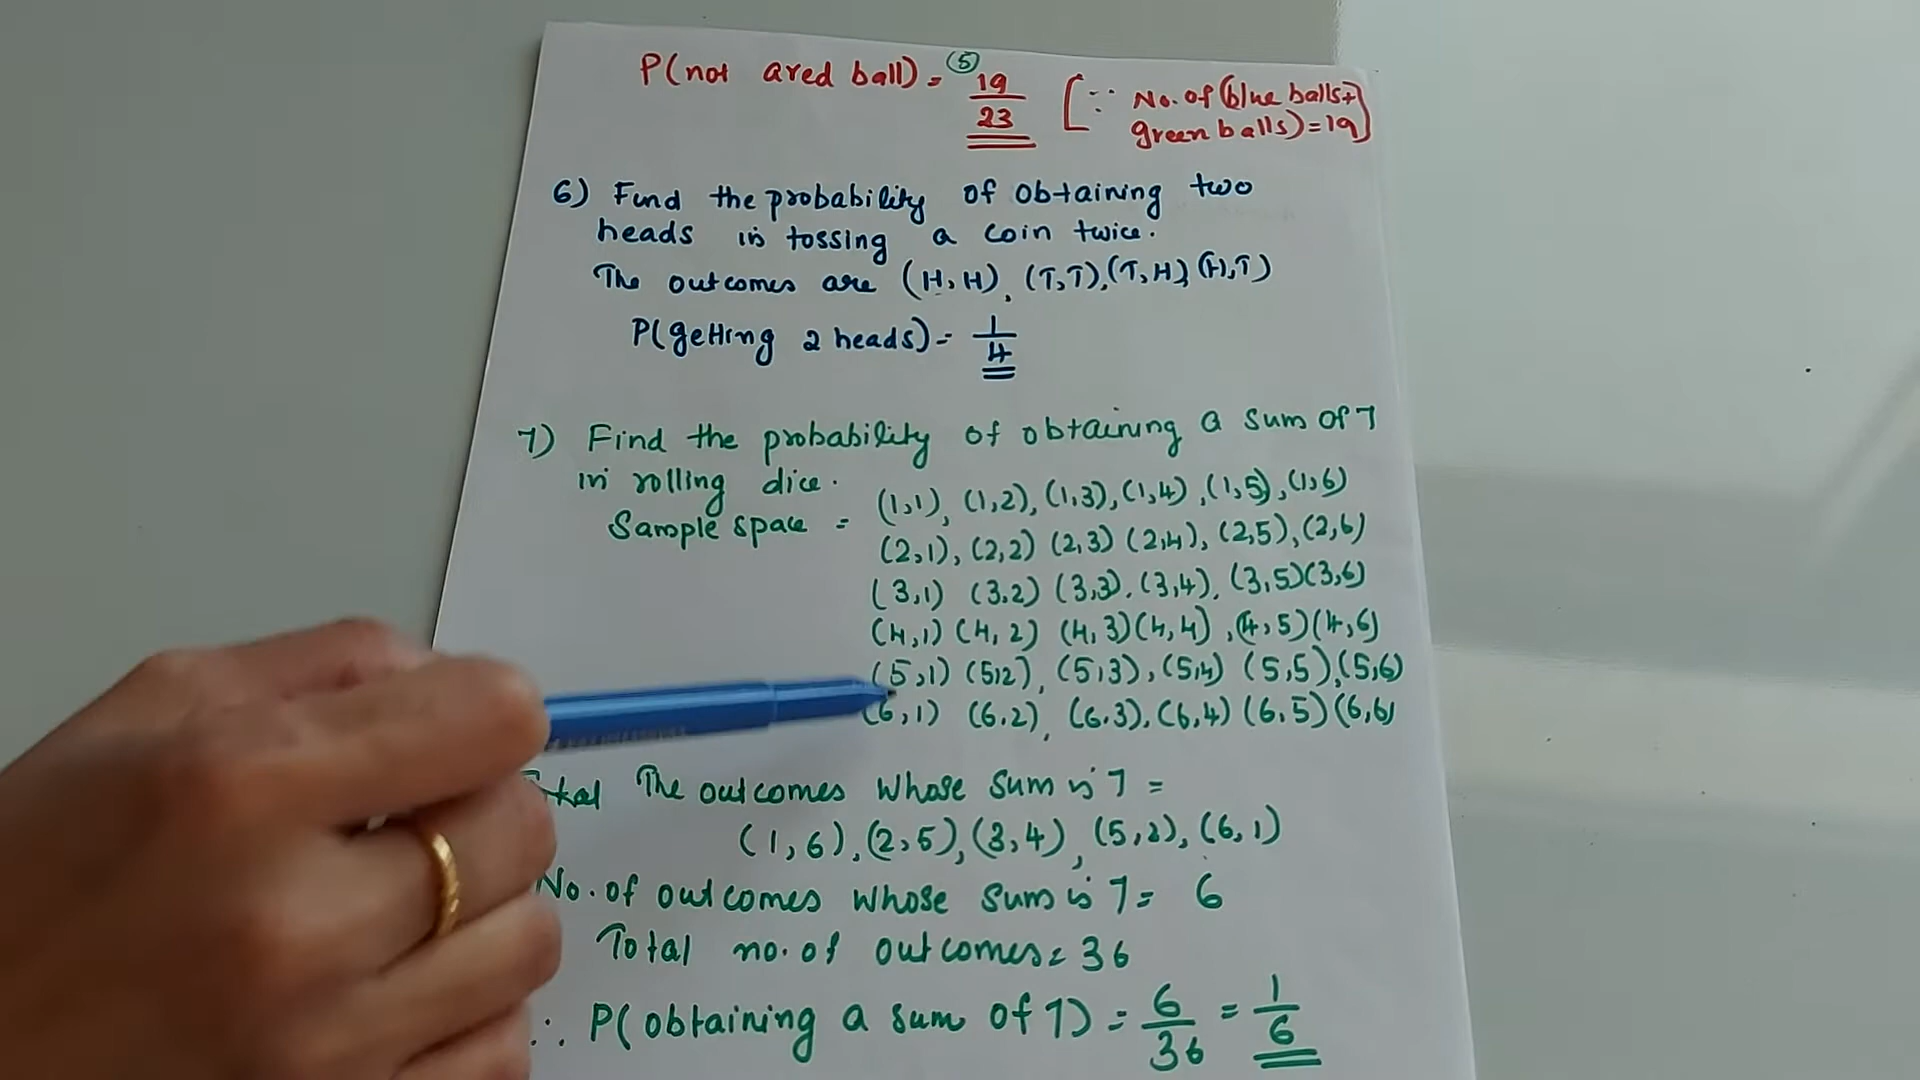 (5)
P(not a red ball) = 19/23 [∵ No. of (blue balls + green balls) = 19]
6) Find the probability of obtaining two
heads in tossing a coin twice.
The outcomes are (H,H), (T,T), (T,H), (H,T)
P(getting 2 heads) = 1/4
7) Find the probability of obtaining a sum of 7
in rolling dice.
Sample space = (1,1), (1,2), (1,3), (1,4), (1,5), (1,6)
(2,1), (2,2) (2,3) (2,4), (2,5), (2,6)
(3,1) (3,2) (3,3), (3,4), (3,5) (3,6)
(4,1) (4,2) (4,3) (4,4), (4,5) (4,6)
(5,1) (5,2), (5,3), (5,4) (5,5), (5,6)
(6,1) (6,2), (6,3), (6,4) (6,5) (6,6)
The outcomes whose sum is 7 =
(1,6), (2,5), (3,4), (5,2), (6,1)
No. of outcomes whose sum is 7 = 6
Total no. of outcomes = 36
∴ P(obtaining a sum of 7) = 6/36 = 1/6